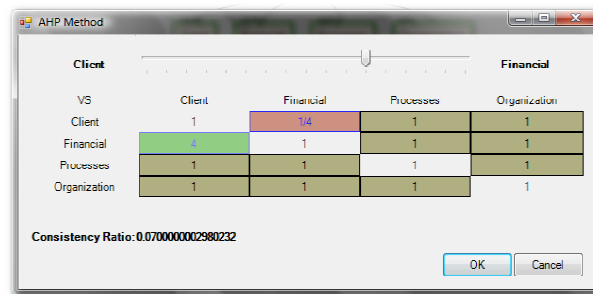 AHP Method
Client Financial
VS Client Financial Processes Organization
Client 1 1/4 1 1
Financial 4 1 1 1
Processes 1 1 1 1
Organization 1 1 1 1
Consistency Ratio: 0.0700000002980232
OK Cancel